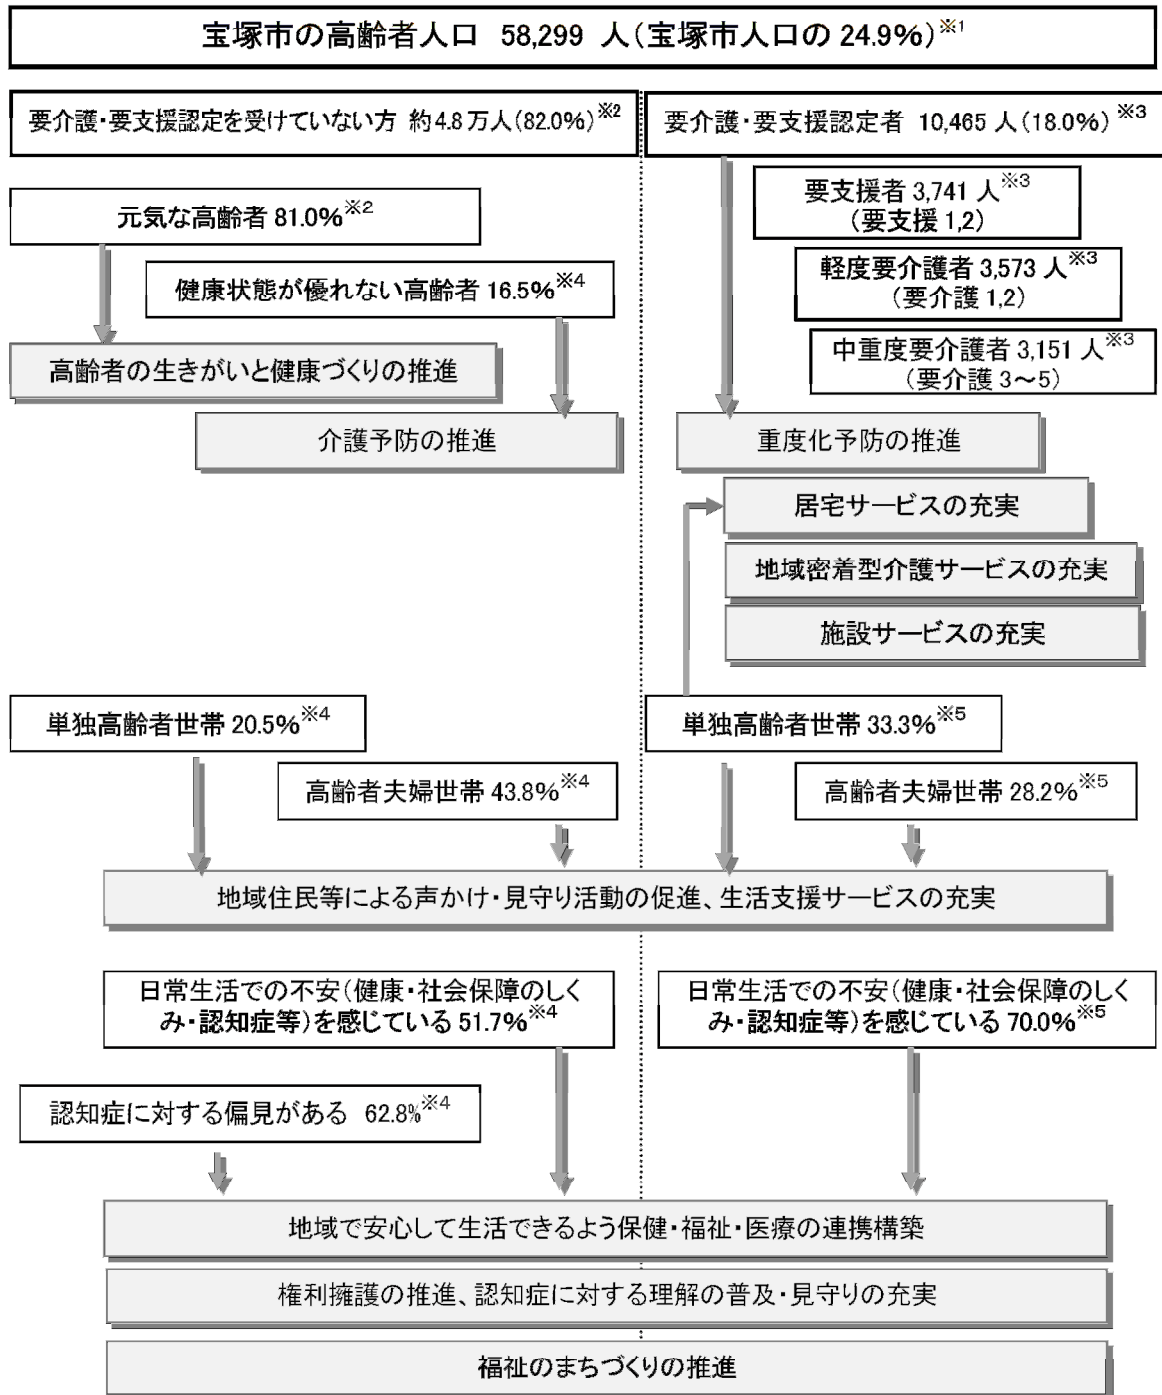 宝塚市の高齢者人口 58,299 人(宝塚市人口の 24.9%)※1
要介護・要支援認定を受けていない方 約4.8万人(82.0%)※2
要介護・要支援認定者 10,465 人(18.0%)※3
元気な高齢者 81.0%※2
健康状態が優れない高齢者 16.5%※4
高齢者の生きがいと健康づくりの推進
介護予防の推進
要支援者 3,741 人※3
(要支援 1,2)
軽度要介護者 3,573 人※3
(要介護 1,2)
中重度要介護者 3,151 人※3
(要介護 3~5)
重度化予防の推進
居宅サービスの充実
地域密着型介護サービスの充実
施設サービスの充実
単独高齢者世帯 20.5%※4
高齢者夫婦世帯 43.8%※4
単独高齢者世帯 33.3%※5
高齢者夫婦世帯 28.2%※5
地域住民等による声かけ・見守り活動の促進、生活支援サービスの充実
日常生活での不安(健康・社会保障のしく
み・認知症等)を感じている 51.7%※4
日常生活での不安(健康・社会保障のしく
み・認知症等)を感じている 70.0%※5
認知症に対する偏見がある 62.8%※4
地域で安心して生活できるよう保健・福祉・医療の連携構築
権利擁護の推進、認知症に対する理解の普及・見守りの充実
福祉のまちづくりの推進